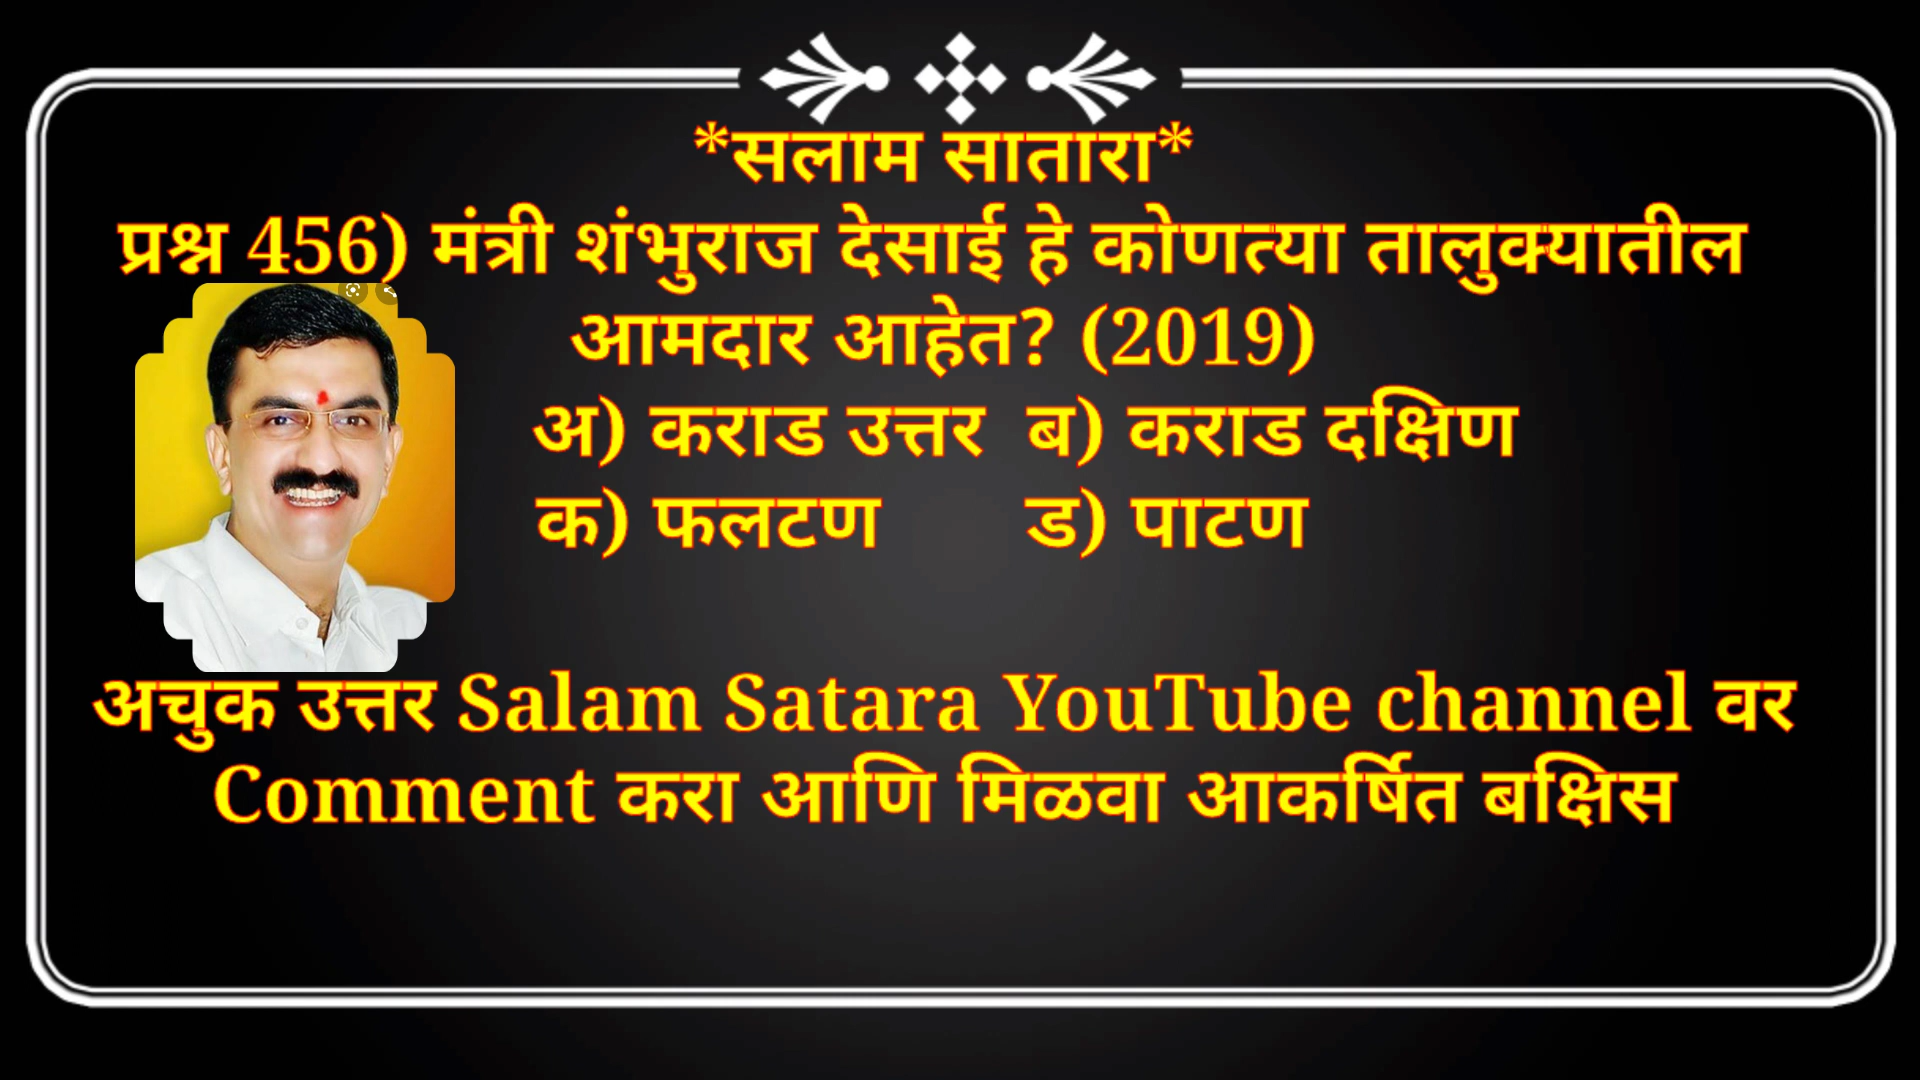 *सलाम सातारा*
प्रश्न 456) मंत्री शंभुराज देसाई हे कोणत्या तालुक्यातील
आमदार आहेत? (2019)
अ) कराड उत्तर ब) कराड दक्षिण
क) फलटण ड) पाटण
अचुक उत्तर Salam Satara YouTube channel वर
Comment करा आणि मिळवा आकर्षित बक्षिस